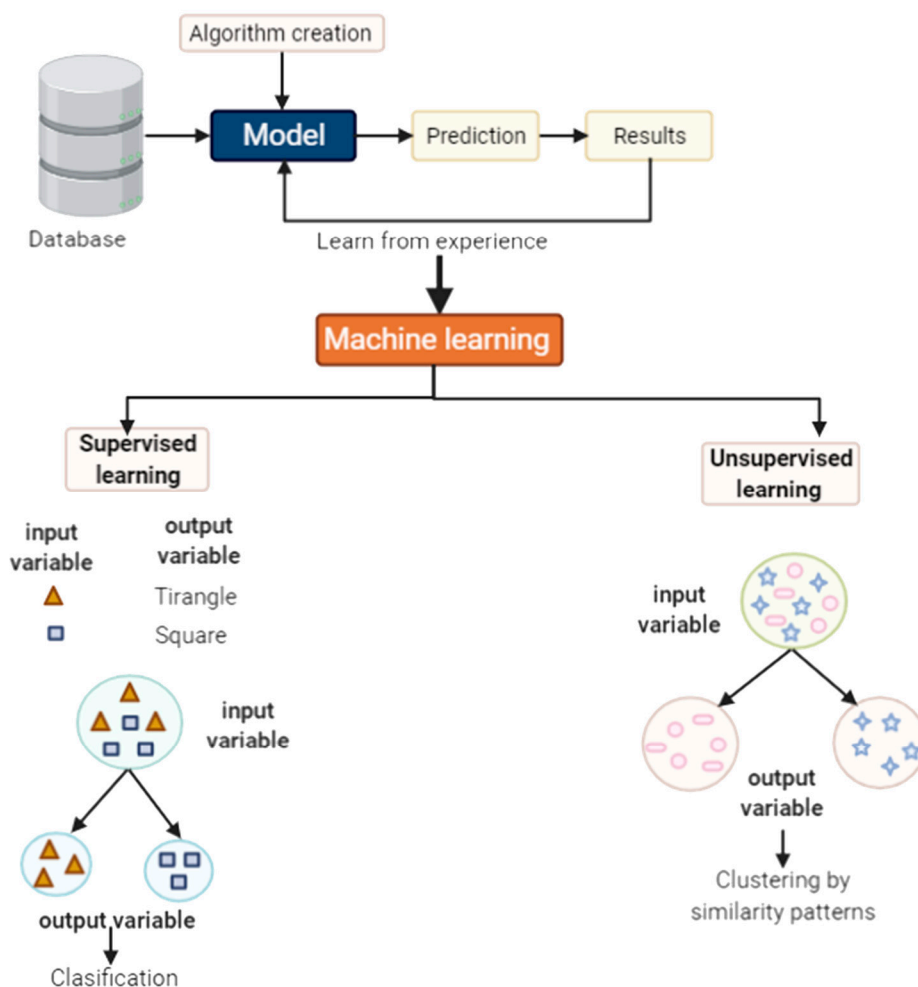 Algorithm creation
Model
Prediction
Results
Database
Learn from experience
Machine learning
Supervised
learning
Unsupervised
learning
input
variable
output
variable
Tirangle
Square
input
variable
output variable
Clasification
input
variable
output
variable
Clustering by
similarity patterns